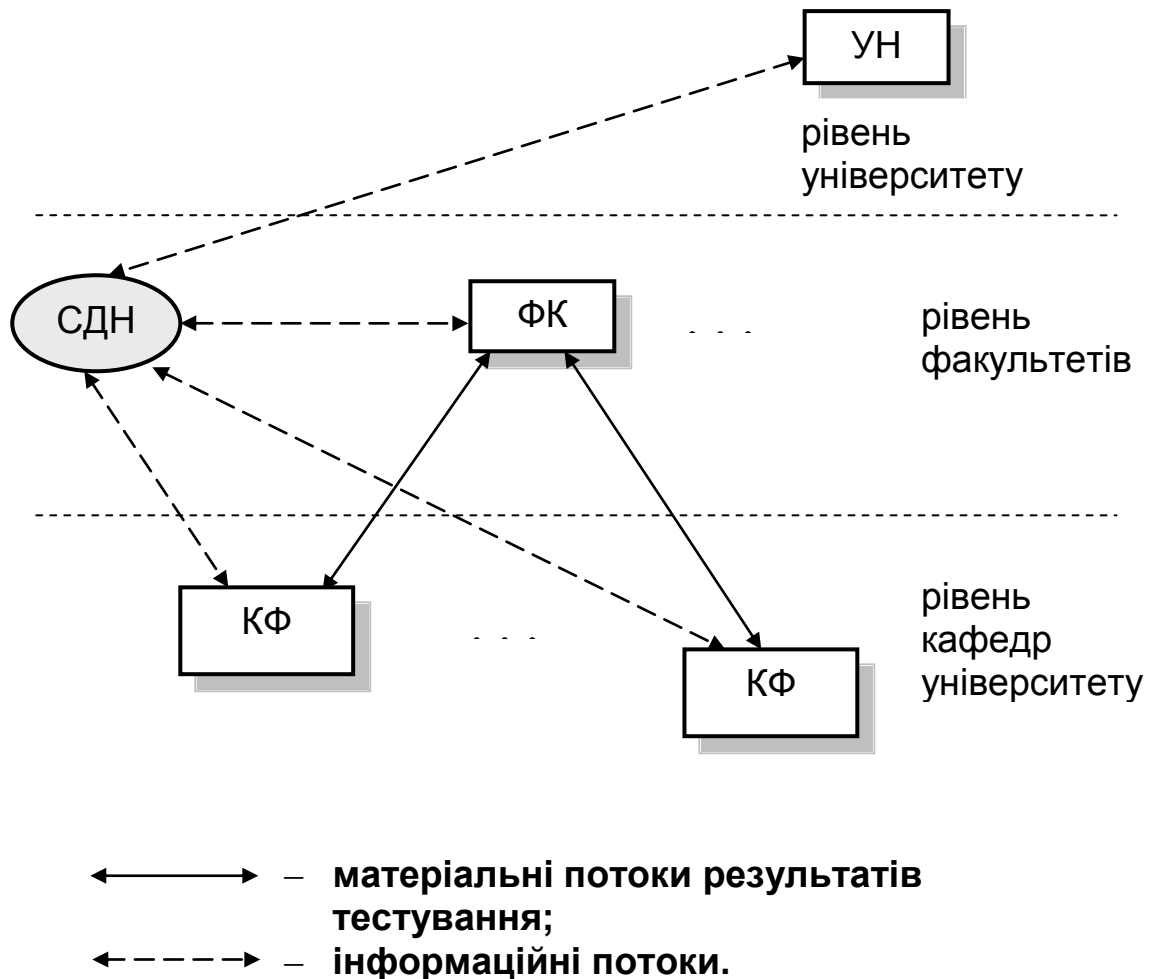 УН
рівень
університету
СДН
ФК
. . .
рівень
факультетів
КФ
. . .
КФ
рівень
кафедр
університету
– матеріальні потоки результатів
тестування;
– інформаційні потоки.